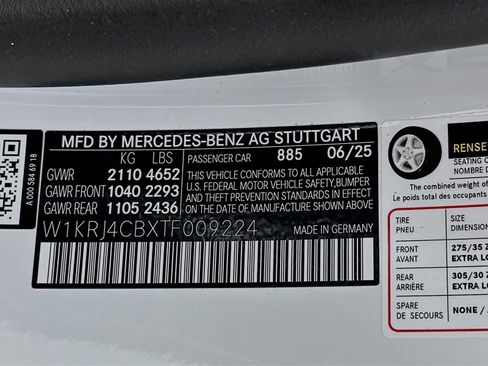 MFD BY MERCEDES-BENZ AG STUTTGART
KG LBS PASSENGER CAR 885 06/25
GVWR 2110 4652
GAWR FRONT 1040 2293
GAWR REAR 1105 2436
THIS VEHICLE CONFORMS TO ALL APPLICABLE
U.S. FEDERAL MOTOR VEHICLE SAFETY, BUMPER
AND THEFT PREVENTION STANDARDS IN EFFECT
ON THE DATE OF MANUFACTURE SHOWN ABOVE.
W1KRJ4CBXTF009224 MADE IN GERMANY
A 000 584 69 18
RENSE
SEATING
NOMBRE D
The combined weight of
Le poids total des occu
TIRE SIZE
PNEU DIMENSION
FRONT 275/35 Z
AVANT EXTRA LO
REAR 305/30 Z
ARRIÈRE EXTRA LO
SPARE NONE /
DE SECOURS